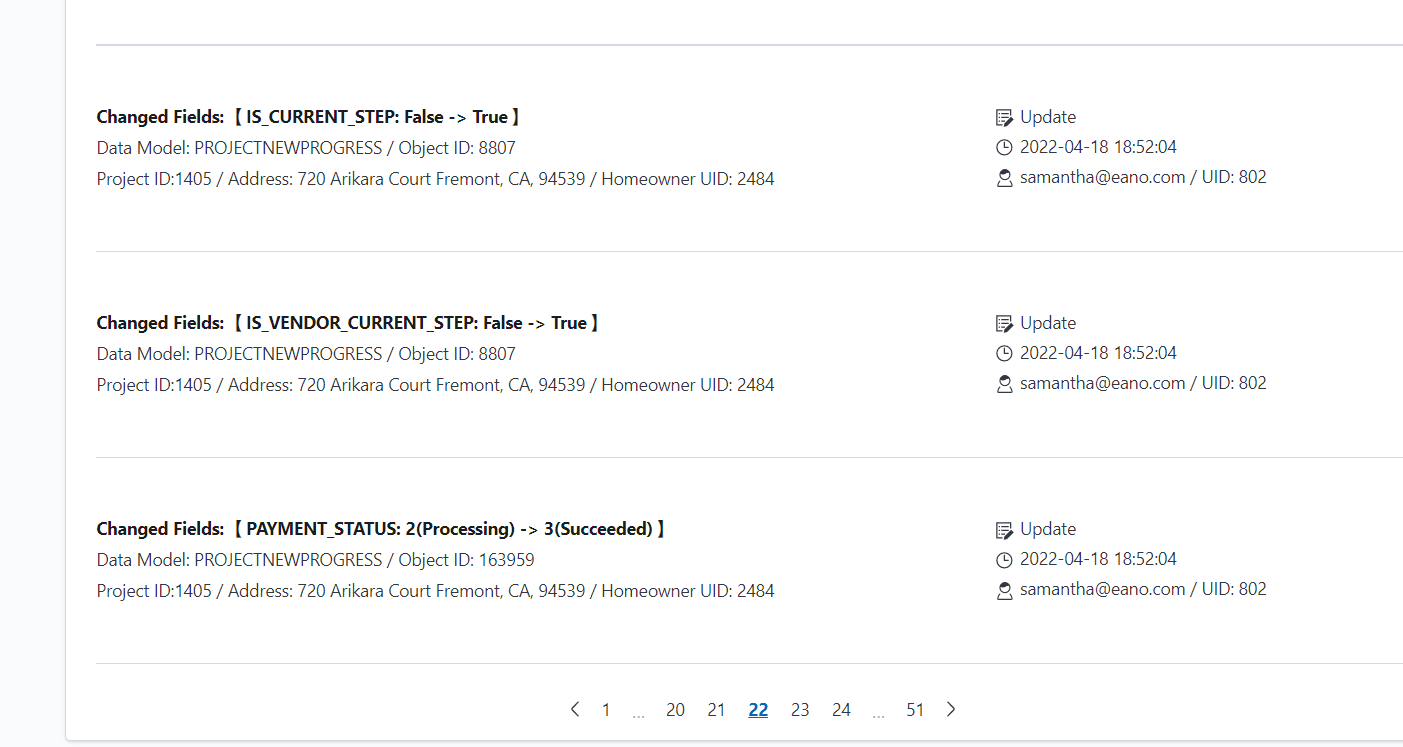 Changed Fields:【 IS_CURRENT_STEP: False -> True 】
Update
Data Model: PROJECTNEWPROGRESS / Object ID: 8807
2022-04-18 18:52:04
Project ID:1405 / Address: 720 Arikara Court Fremont, CA, 94539 / Homeowner UID: 2484
samantha@eano.com / UID: 802
Changed Fields:【 IS_VENDOR_CURRENT_STEP: False -> True 】
Update
Data Model: PROJECTNEWPROGRESS / Object ID: 8807
2022-04-18 18:52:04
Project ID:1405 / Address: 720 Arikara Court Fremont, CA, 94539 / Homeowner UID: 2484
samantha@eano.com / UID: 802
Changed Fields:【 PAYMENT_STATUS: 2(Processing) -> 3(Succeeded) 】
Update
Data Model: PROJECTNEWPROGRESS / Object ID: 163959
2022-04-18 18:52:04
Project ID:1405 / Address: 720 Arikara Court Fremont, CA, 94539 / Homeowner UID: 2484
samantha@eano.com / UID: 802
1 ... 20 21 22 23 24 ... 51